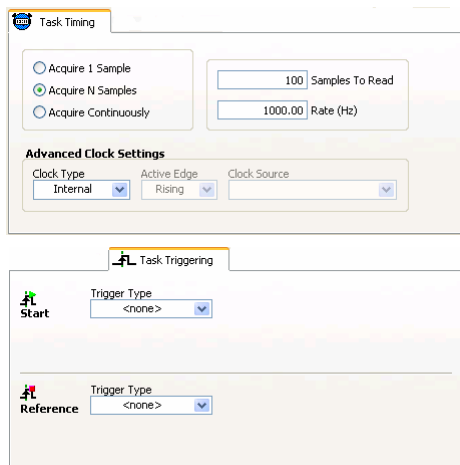 Task Timing
Acquire 1 Sample
Acquire N Samples
Acquire Continuously
100 Samples To Read
1000.00 Rate (Hz)
Advanced Clock Settings
Clock Type Active Edge Clock Source
Internal Rising
Task Triggering
Trigger Type
<none>
Start
Trigger Type
<none>
Reference